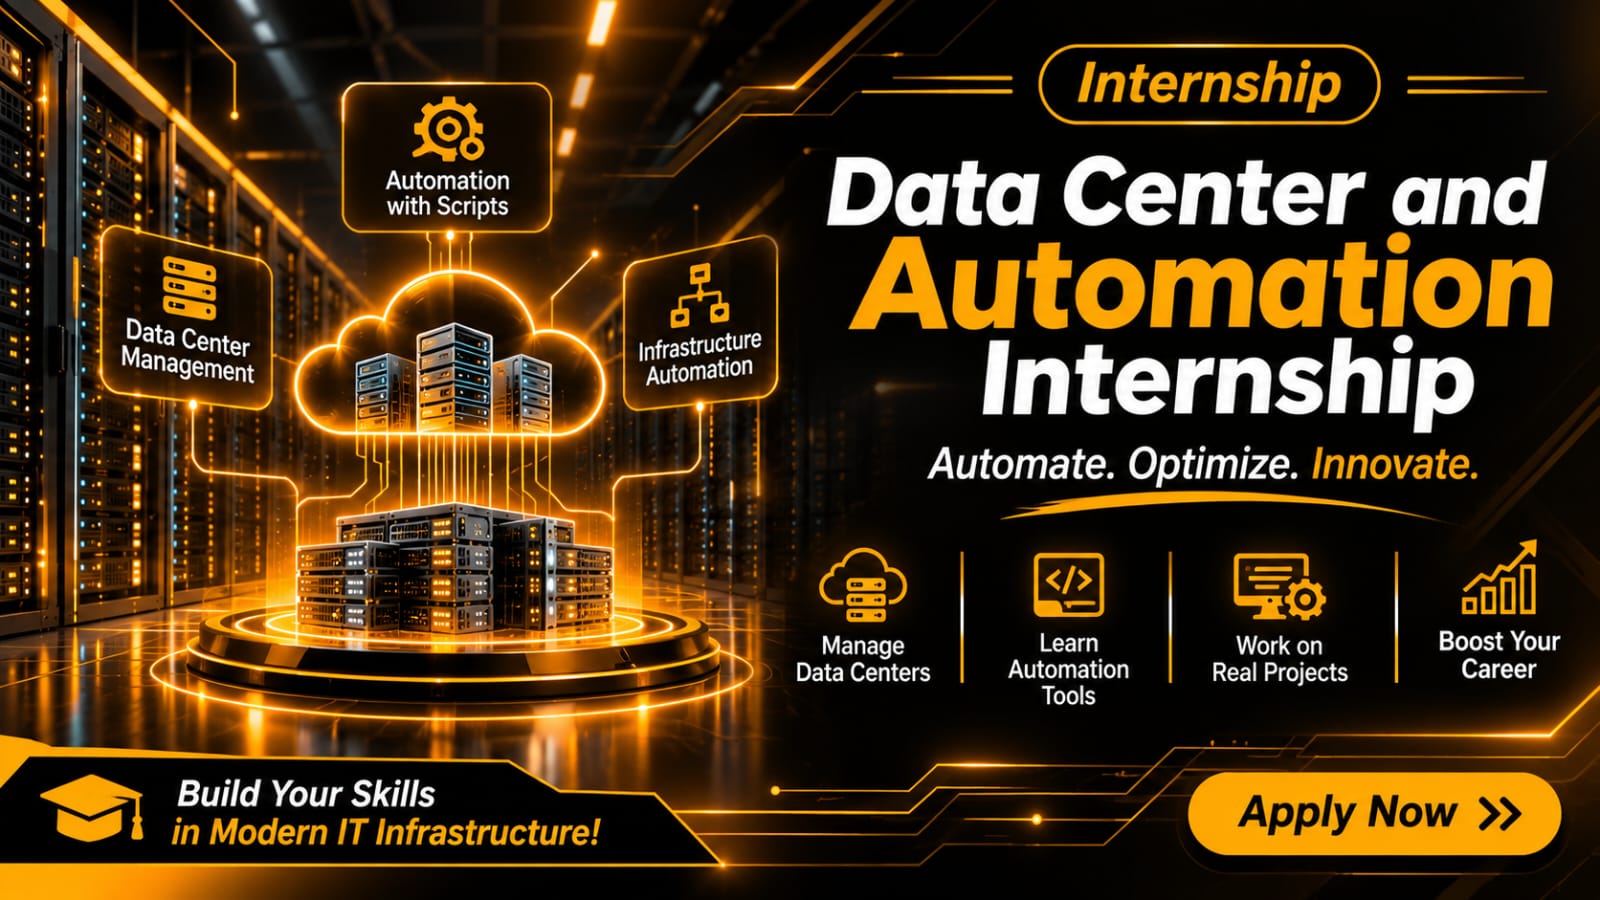 Internship
Data Center and
Automation
Internship
Automate. Optimize. Innovate.
Automation
with Scripts
Data Center
Management
Infrastructure
Automation
Manage
Data Centers
Learn
Automation
Tools
Work on
Real Projects
Boost Your
Career
Build Your Skills
in Modern IT Infrastructure!
Apply Now